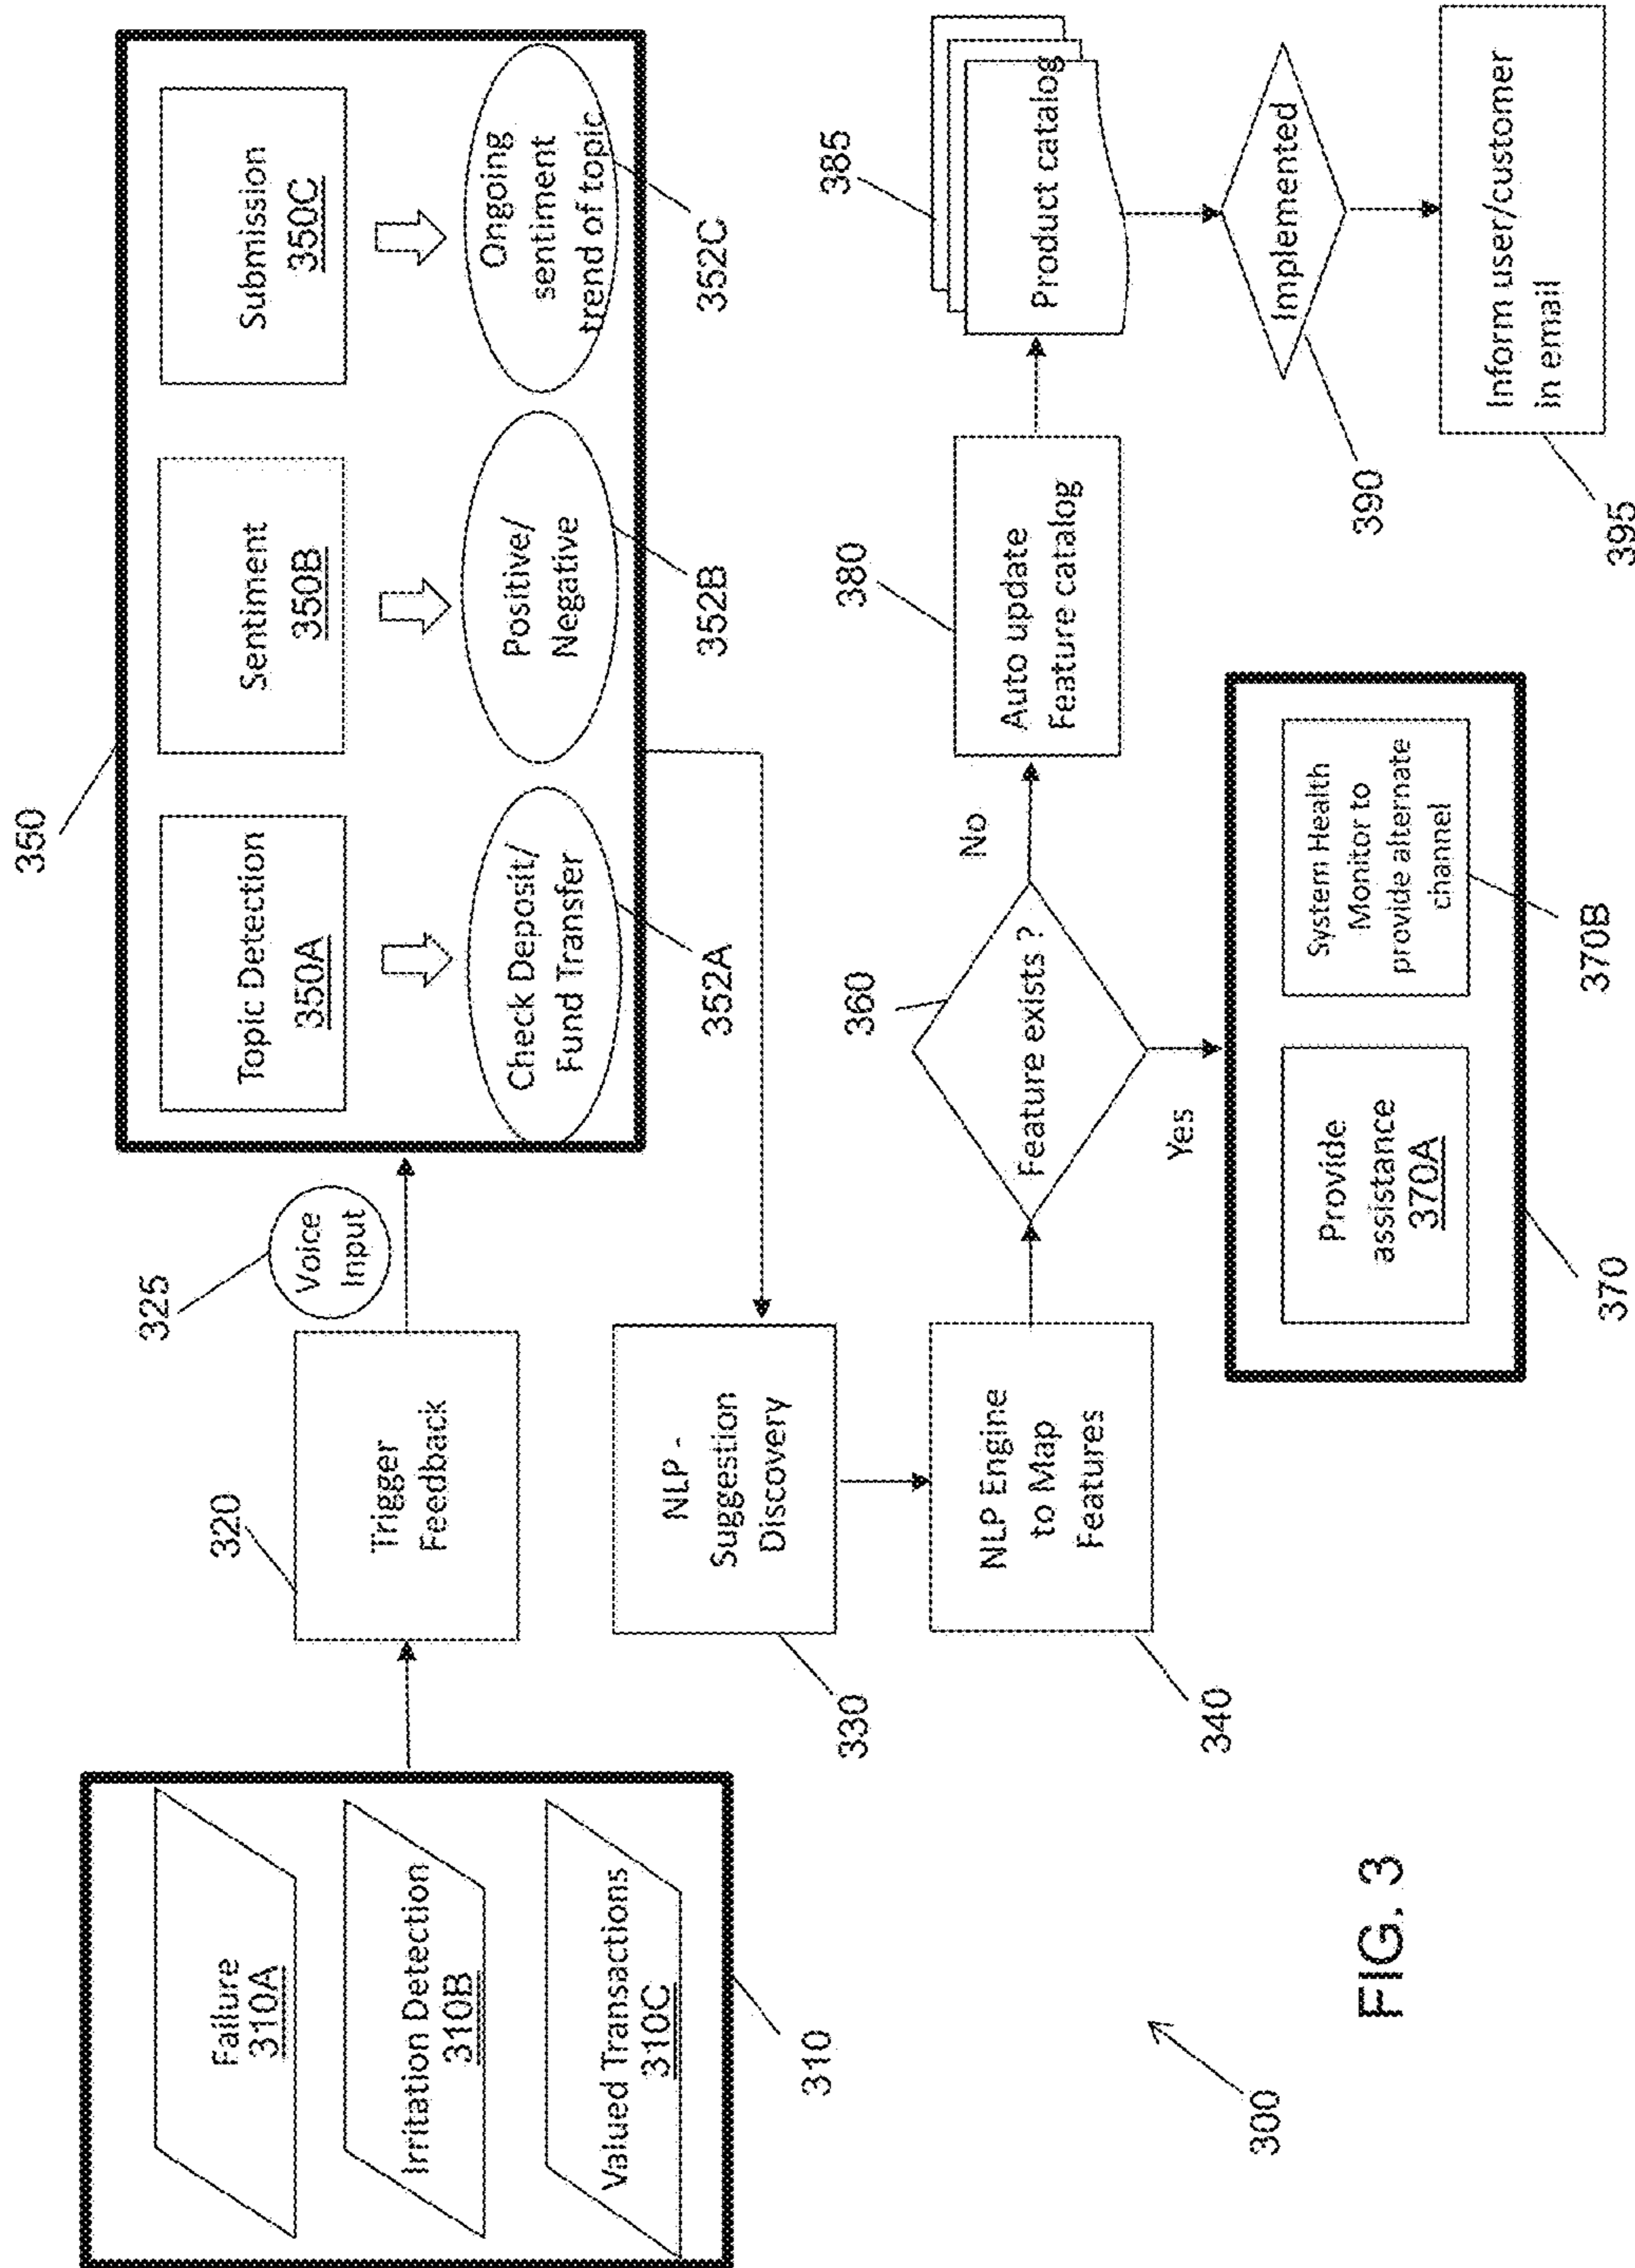 350
Topic Detection
350A
Sentiment
350B
Submission
350C
Check Deposit/
Fund Transfer
Positive/
Negative
Ongoing
sentiment
trend of topic
352A
352B
352C
Failure
310A
Irritation Detection
310B
Valued Transactions
310C
310
320
Trigger
Feedback
325
Voice
Input
NLP -
Suggestion
Discovery
330
NLP Engine
to Map
Features
340
360
Feature exists ?
No
Yes
380
Auto update
Feature catalog
385
Product catalog
Implemented
390
Inform user/customer
in email
395
Provide
assistance
370A
System Health
Monitor to
provide alternate
channel
370B
370
300
FIG. 3